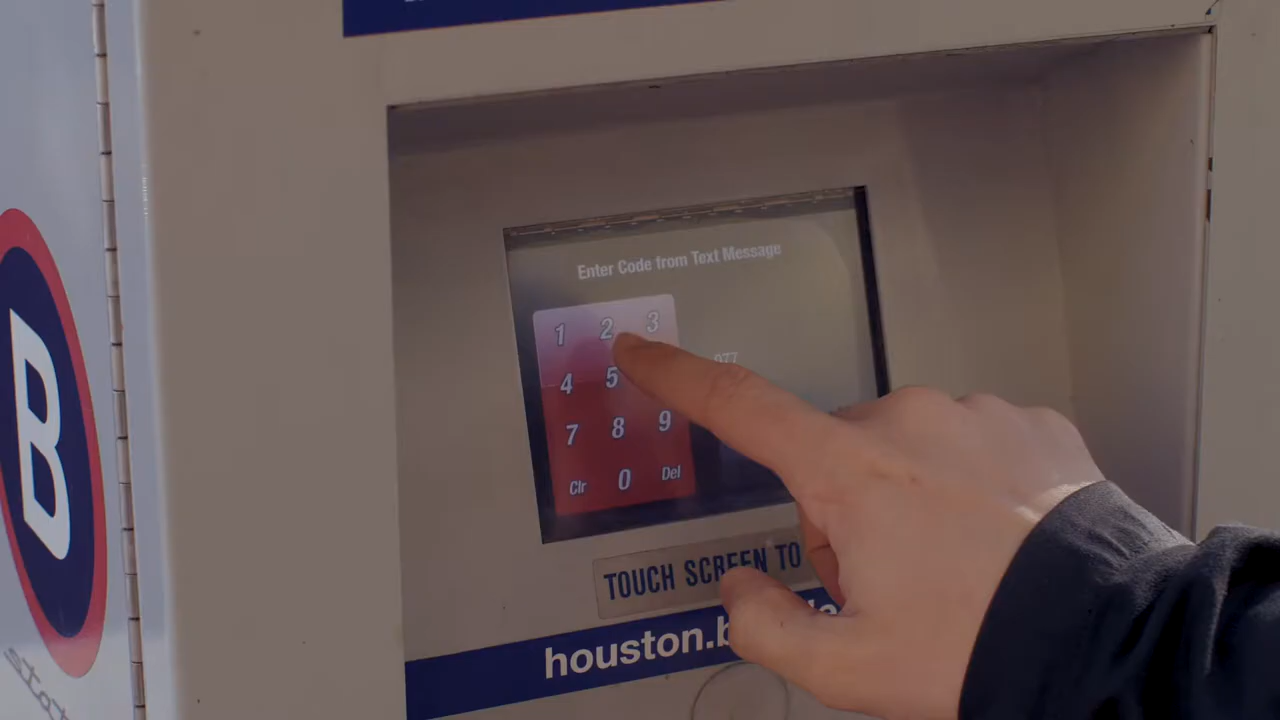 B
Enter Code from Text Message
1 2 3
977
4 5
7 8 9
Clr 0 Del
TOUCH SCREEN TO
houston.b